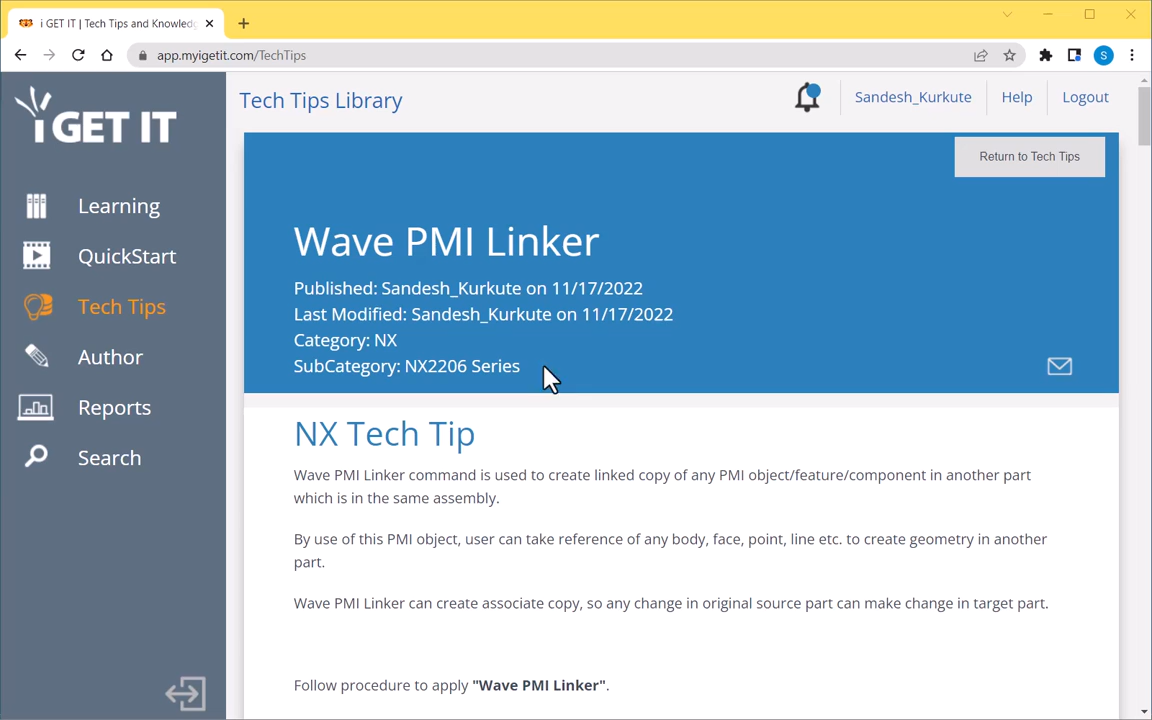 i GET IT | Tech Tips and Knowled
app.myigetit.com/TechTips
S
i GET IT
Learning
QuickStart
Tech Tips
Author
Reports
Search
Tech Tips Library
Sandesh_Kurkute
Help
Logout
Return to Tech Tips
Wave PMI Linker
Published: Sandesh_Kurkute on 11/17/2022
Last Modified: Sandesh_Kurkute on 11/17/2022
Category: NX
SubCategory: NX2206 Series
NX Tech Tip
Wave PMI Linker command is used to create linked copy of any PMI object/feature/component in another part
which is in the same assembly.
By use of this PMI object, user can take reference of any body, face, point, line etc. to create geometry in another
part.
Wave PMI Linker can create associate copy, so any change in original source part can make change in target part.
Follow procedure to apply "Wave PMI Linker".